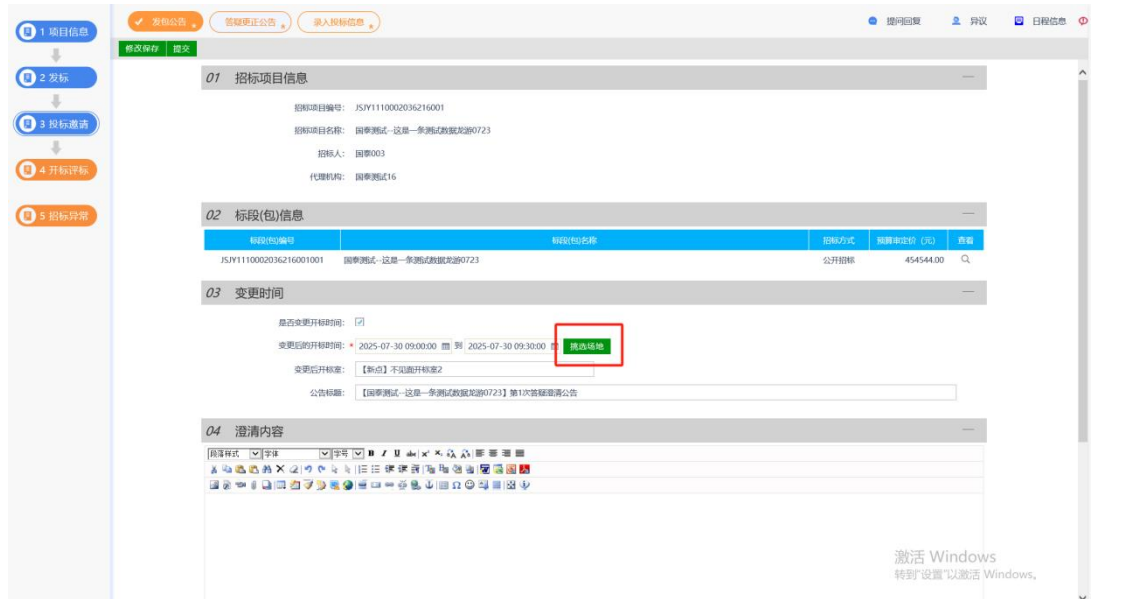 发包公告
答疑更正公告
录入投标信息
提问回复
异议
日程信息
1 项目信息
2 发标
3 投标邀请
4 开标评标
5 招标异常
修改保存 提交
01 招标项目信息
招标项目编号: JSJY1110002036216001
招标项目名称: 国泰测试--这是一条测试数据龙游0723
招标人: 国泰003
代理机构: 国泰测试16
02 标段(包)信息
标段(包)编号 标段(包)名称 招标方式 预算审定价（元） 查看
JSJY1110002036216001001 国泰测试--这是一条测试数据龙游0723 公开招标 454544.00
03 变更时间
是否变更开标时间:
变更后的开标时间: * 2025-07-30 09:00:00 到 2025-07-30 09:30:00 挑选场地
变更后开标室: 【新点】不见面开标室2
公告标题: 【国泰测试--这是一条测试数据龙游0723】第1次答疑澄清公告
04 澄清内容
段落样式 字体 字号
激活 Windows
转到"设置"以激活 Windows。